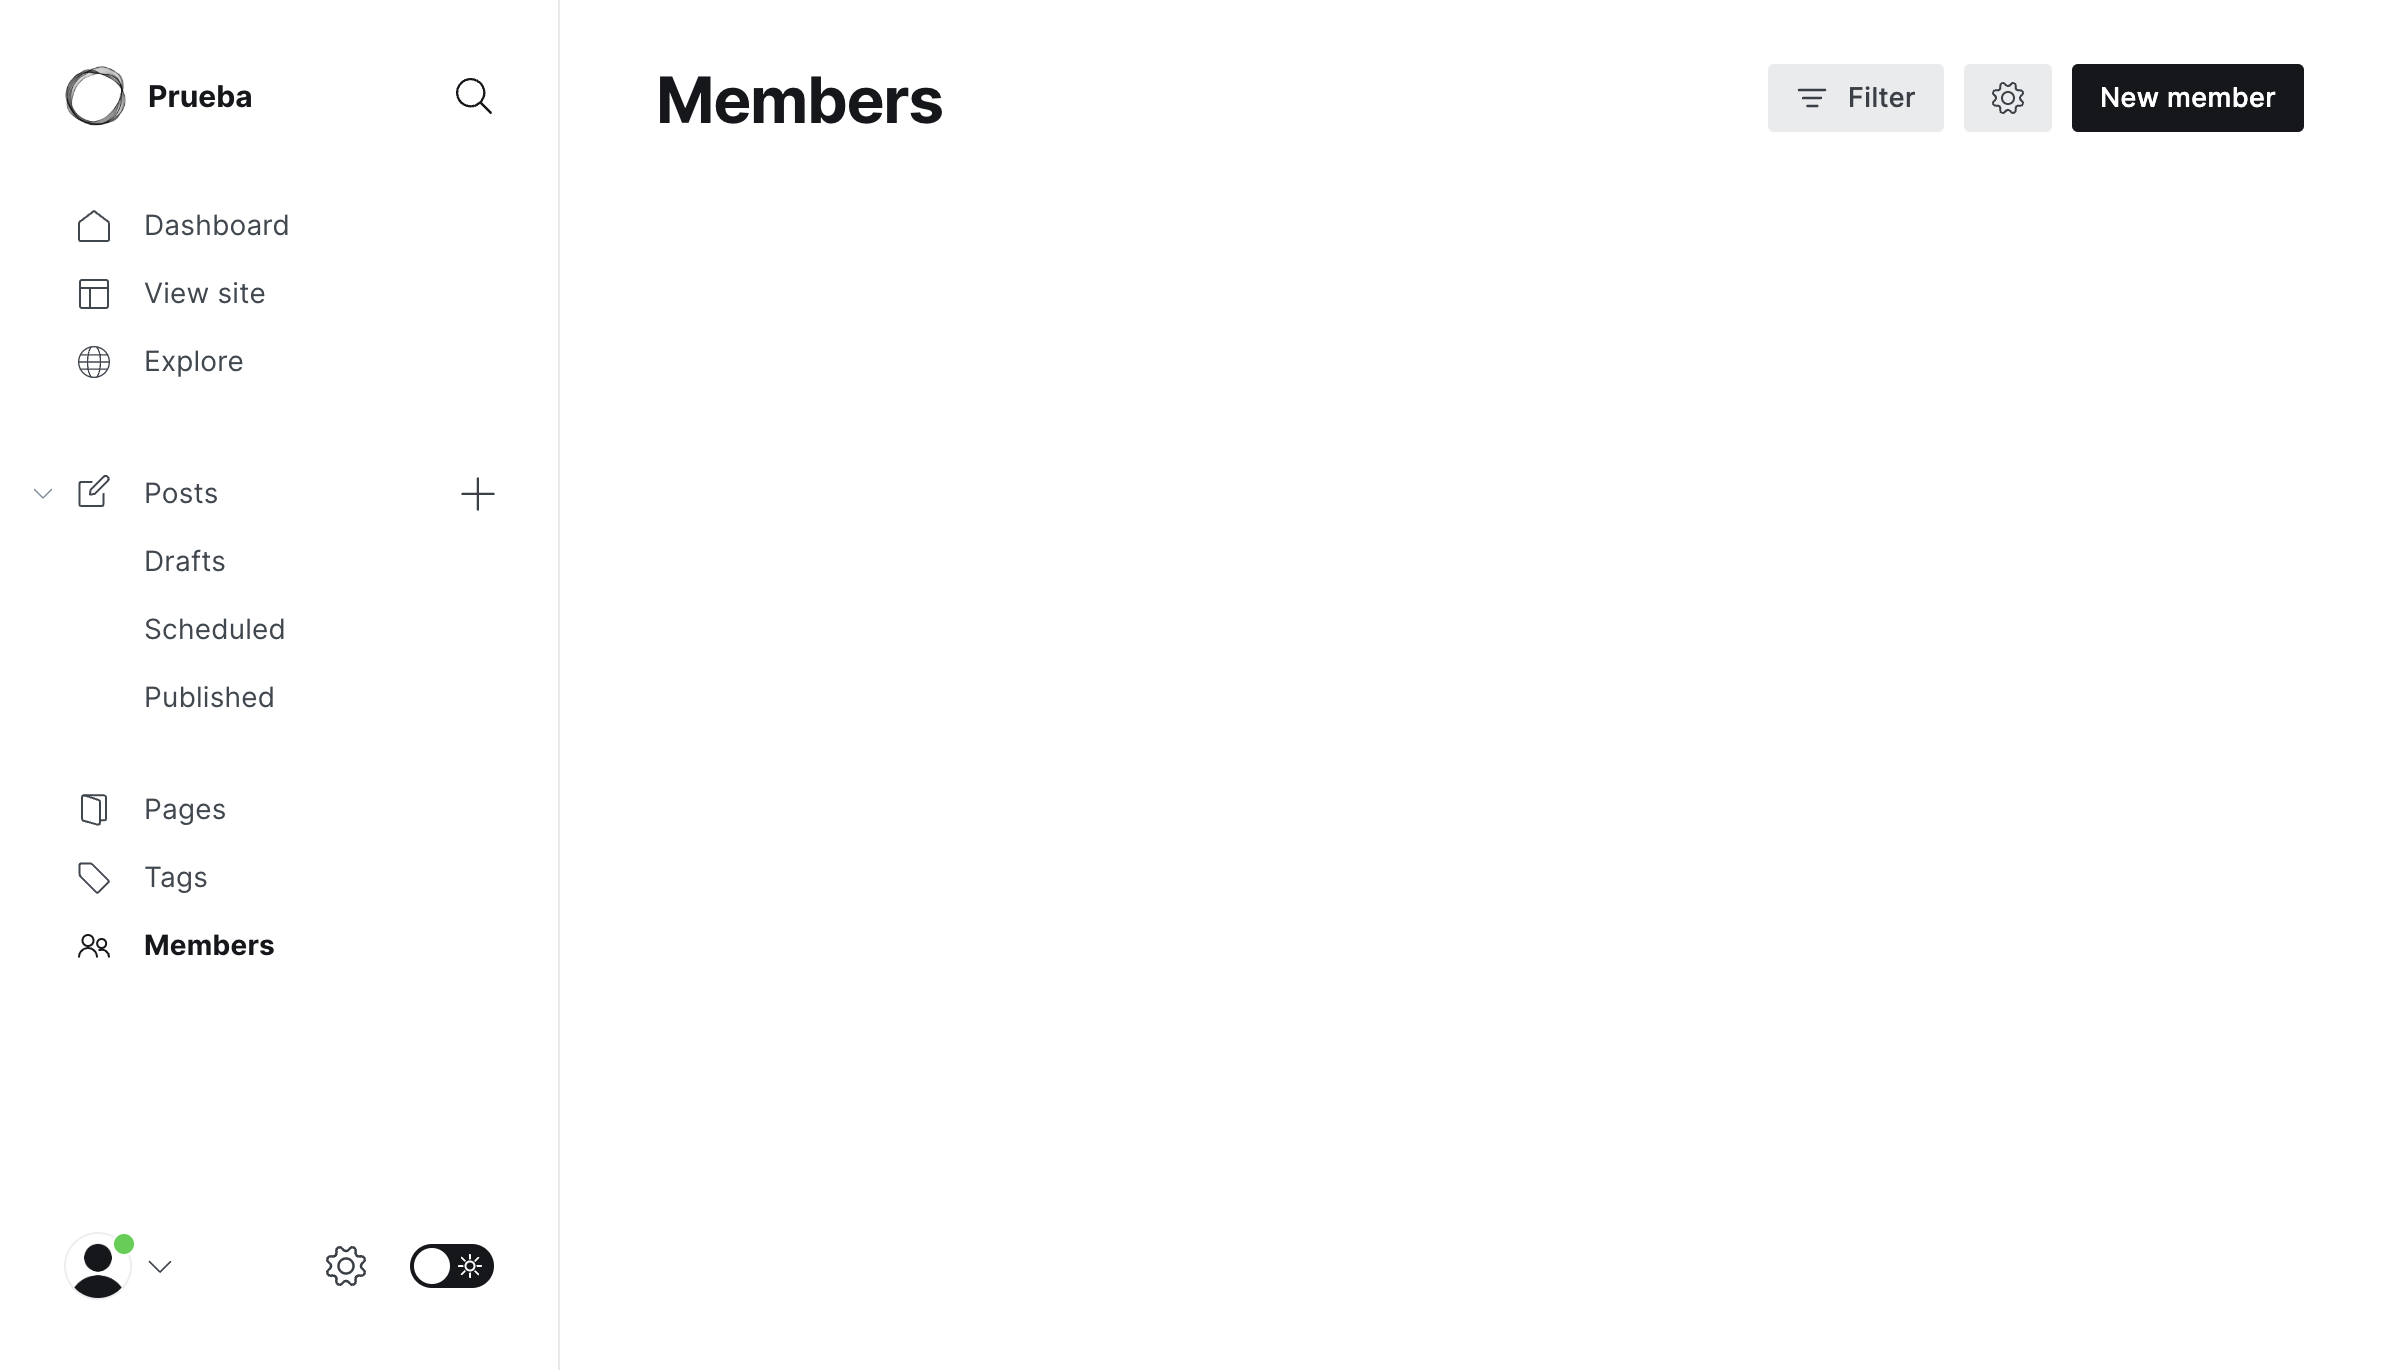 Prueba
Dashboard
View site
Explore
Posts
Drafts
Scheduled
Published
Pages
Tags
Members
Members
Filter
New member